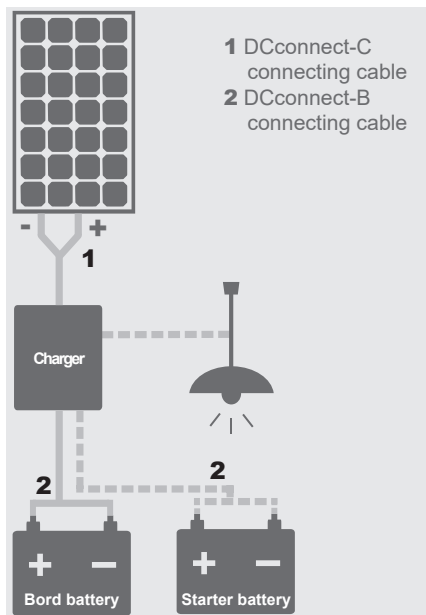 1 DCconnect-C
connecting cable
2 DCconnect-B
connecting cable
- +
1
Charger
2
2
+ -
+ -
Bord battery
Starter battery